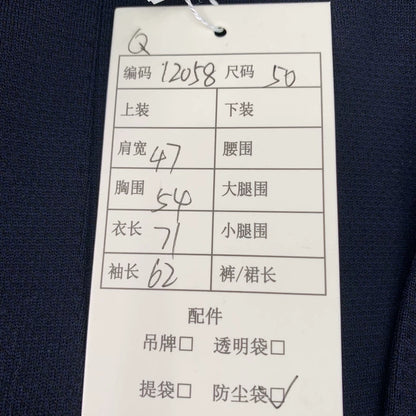 Q
编码 12058 尺码 50
上装 下装
肩宽 47 腰围
胸围 54 大腿围
衣长 71 小腿围
袖长 62 裤/裙长
配件
吊牌□ 透明袋□
提袋□ 防尘袋☑